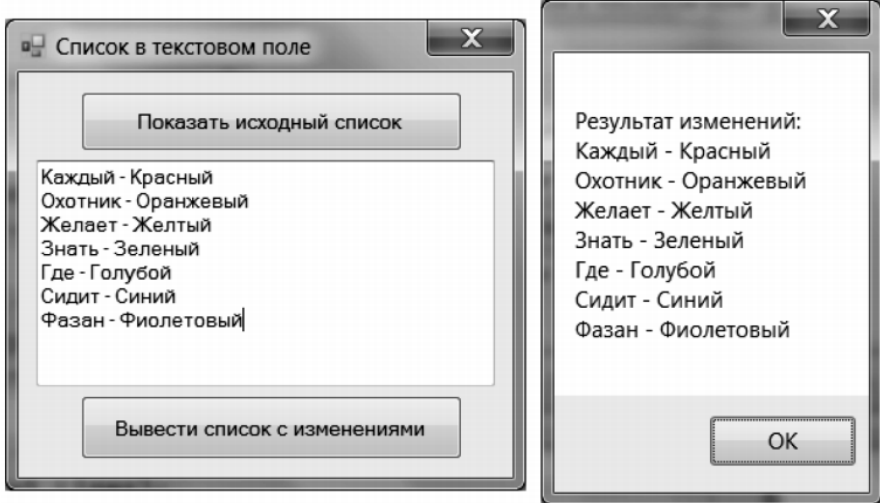 Список в текстовом поле
Показать исходный список
Каждый - Красный
Охотник - Оранжевый
Желает - Желтый
Знать - Зеленый
Где - Голубой
Сидит - Синий
Фазан - Фиолетовый
Вывести список с изменениями
Результат изменений:
Каждый - Красный
Охотник - Оранжевый
Желает - Желтый
Знать - Зеленый
Где - Голубой
Сидит - Синий
Фазан - Фиолетовый
OK